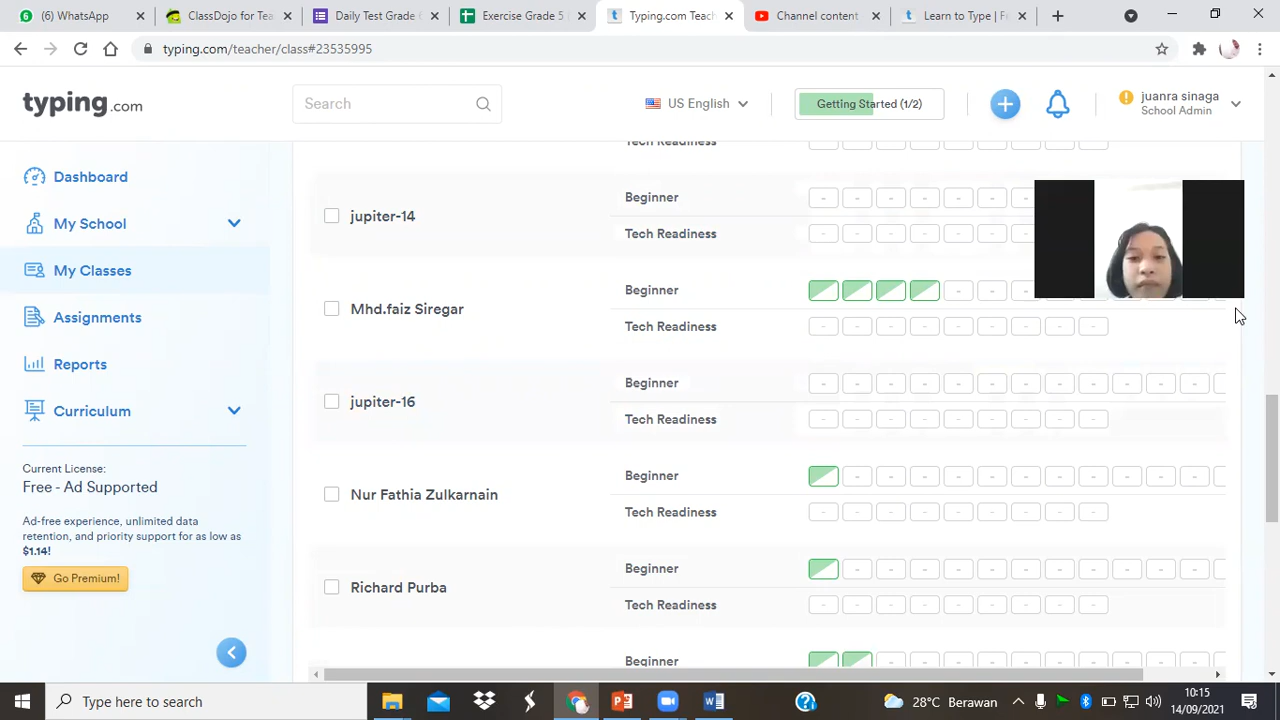 (6) WhatsApp
ClassDojo for Tea
Daily Test Grade
Exercise Grade 5
Typing.com Teach
Channel content
Learn to Type | F
typing.com/teacher/class#23535995
typing.com
Search
US English
Getting Started (1/2)
juanra sinaga
School Admin
Dashboard
My School
My Classes
Assignments
Reports
Curriculum
Current License:
Free - Ad Supported
Ad-free experience, unlimited data
retention, and priority support for as low as
$1.14!
Go Premium!
Tech Readiness
jupiter-14
Beginner
Tech Readiness
Mhd.faiz Siregar
Beginner
Tech Readiness
jupiter-16
Beginner
Tech Readiness
Nur Fathia Zulkarnain
Beginner
Tech Readiness
Richard Purba
Beginner
Tech Readiness
Beginner
Type here to search
28°C Berawan
10:15
14/09/2021